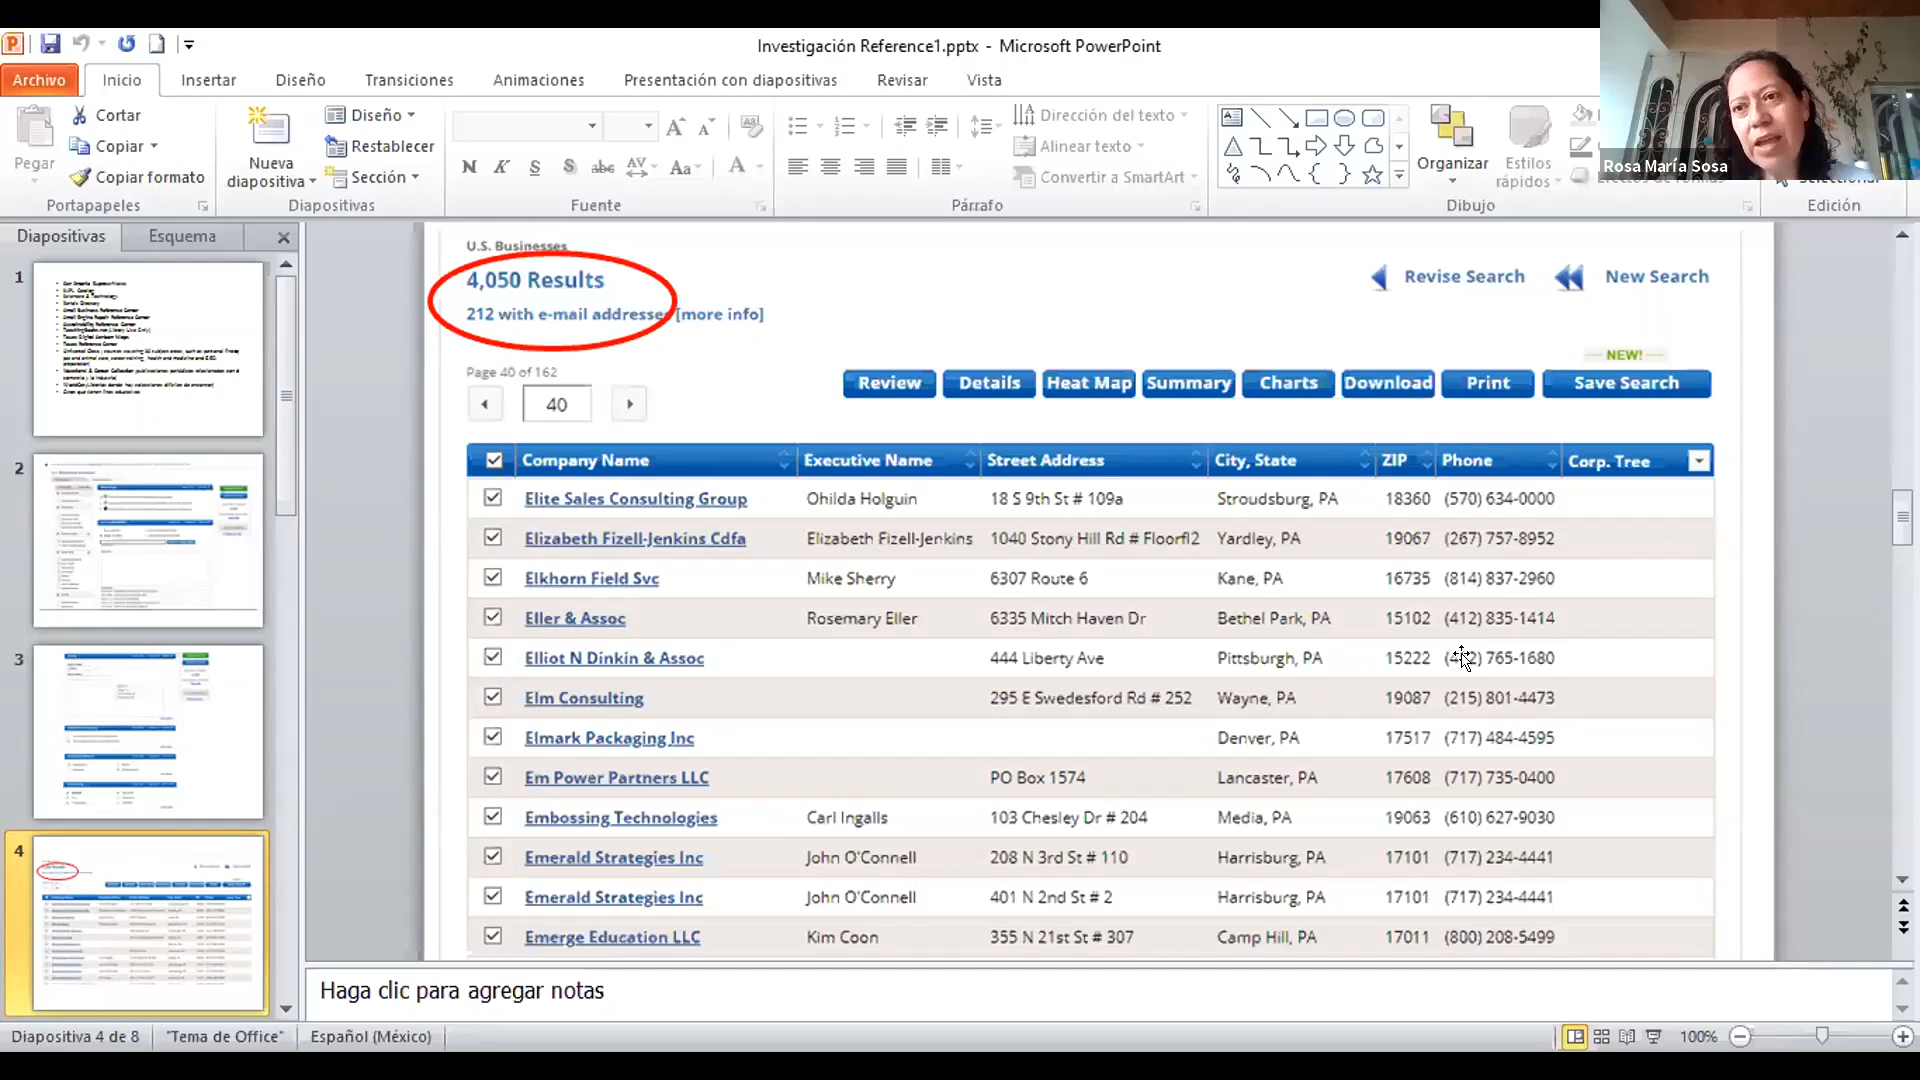 Investigación Reference1.pptx - Microsoft PowerPoint
Archivo Inicio Insertar Diseño Transiciones Animaciones Presentación con diapositivas Revisar Vista
Pegar
Cortar
Copiar
Copiar formato
Portapapeles
Nueva diapositiva
Diseño
Restablecer
Sección
Diapositivas
N K S S abc AV Aa A
Fuente
Dirección del texto
Alinear texto
Convertir a SmartArt
Párrafo
Organizar
Estilos rápidos
Dibujo
Edición
Rosa María Sosa
Diapositivas Esquema
1
2
3
4
U.S. Businesses
4,050 Results
212 with e-mail addresses [more info]
Revise Search New Search
Page 40 of 162
40
NEW!
Review Details Heat Map Summary Charts Download Print Save Search
Company Name Executive Name Street Address City, State ZIP Phone Corp. Tree
Elite Sales Consulting Group Ohilda Holguin 18 S 9th St # 109a Stroudsburg, PA 18360 (570) 634-0000
Elizabeth Fizell-Jenkins Cdfa Elizabeth Fizell-Jenkins 1040 Stony Hill Rd # Floorfl2 Yardley, PA 19067 (267) 757-8952
Elkhorn Field Svc Mike Sherry 6307 Route 6 Kane, PA 16735 (814) 837-2960
Eller & Assoc Rosemary Eller 6335 Mitch Haven Dr Bethel Park, PA 15102 (412) 835-1414
Elliot N Dinkin & Assoc 444 Liberty Ave Pittsburgh, PA 15222 (412) 765-1680
Elm Consulting 295 E Swedesford Rd # 252 Wayne, PA 19087 (215) 801-4473
Elmark Packaging Inc Denver, PA 17517 (717) 484-4595
Em Power Partners LLC PO Box 1574 Lancaster, PA 17608 (717) 735-0400
Embossing Technologies Carl Ingalls 103 Chesley Dr # 204 Media, PA 19063 (610) 627-9030
Emerald Strategies Inc John O'Connell 208 N 3rd St # 110 Harrisburg, PA 17101 (717) 234-4441
Emerald Strategies Inc John O'Connell 401 N 2nd St # 2 Harrisburg, PA 17101 (717) 234-4441
Emerge Education LLC Kim Coon 355 N 21st St # 307 Camp Hill, PA 17011 (800) 208-5499
Haga clic para agregar notas
Diapositiva 4 de 8 "Tema de Office" Español (México) 100%